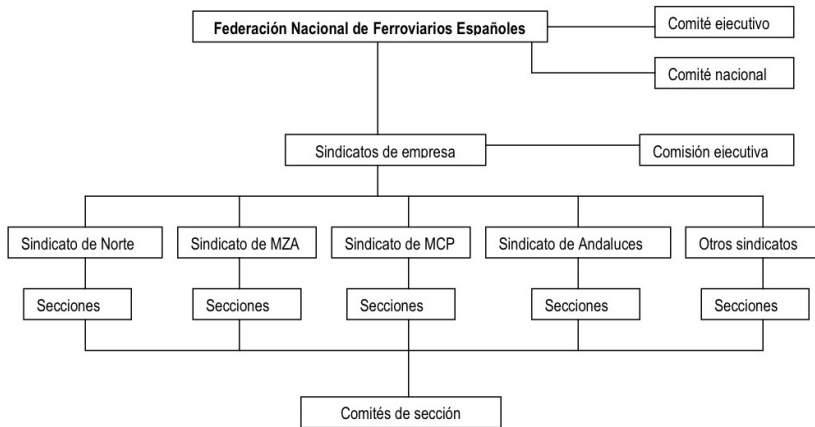 Federación Nacional de Ferroviarios Españoles
Comité ejecutivo
Comité nacional
Sindicatos de empresa
Comisión ejecutiva
Sindicato de Norte
Sindicato de MZA
Sindicato de MCP
Sindicato de Andaluces
Otros sindicatos
Secciones
Secciones
Secciones
Secciones
Secciones
Comités de sección